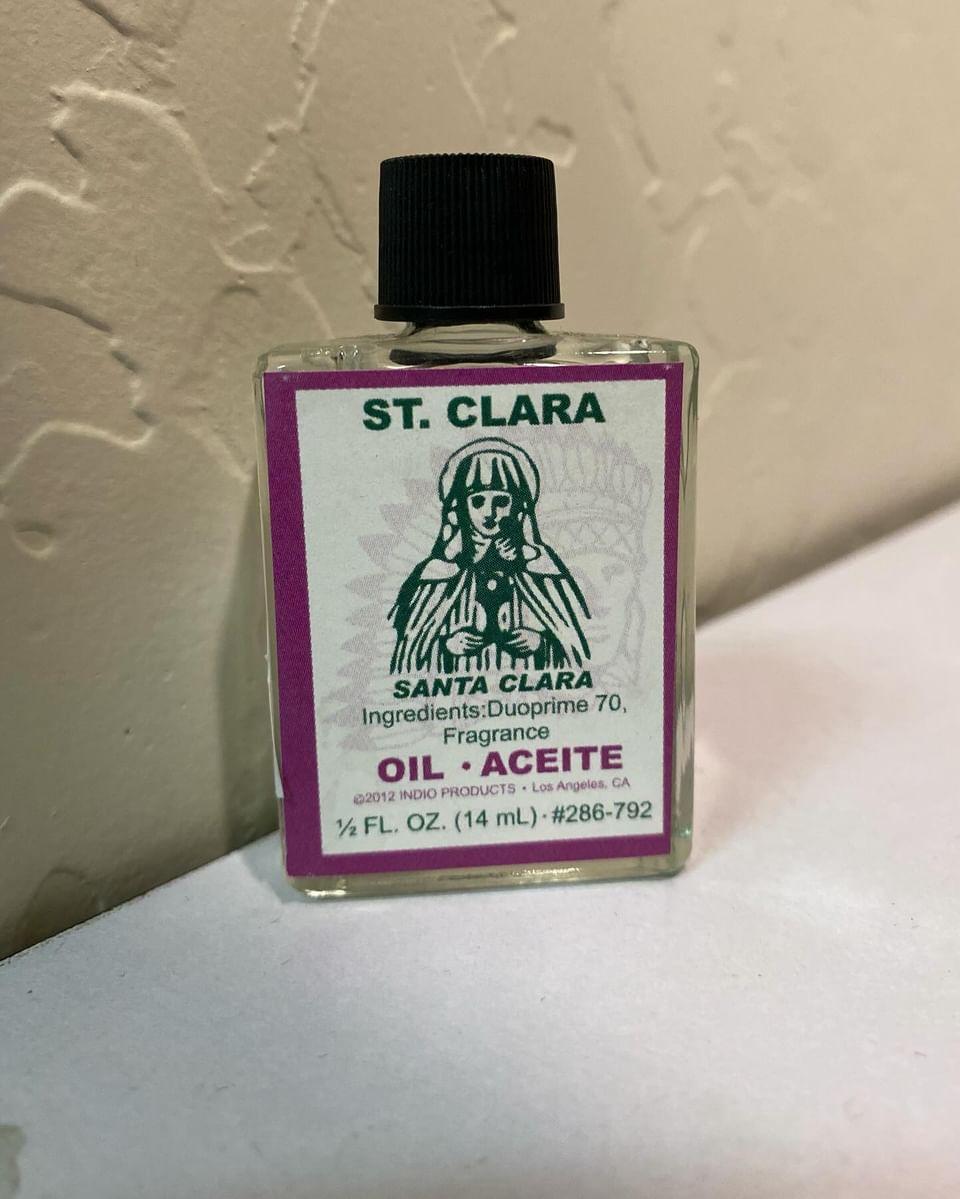 ST. CLARA
SANTA CLARA
Ingredients:Duoprime 70,
Fragrance
OIL · ACEITE
©2012 INDIO PRODUCTS • Los Angeles, CA
½ FL. OZ. (14 mL) · #286-792